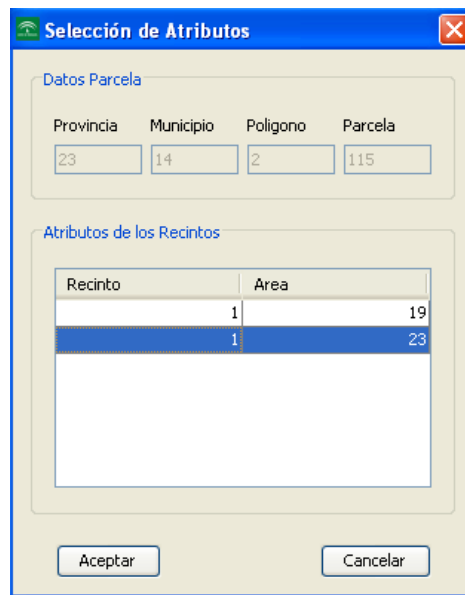 Selección de Atributos
Datos Parcela
Provincia Municipio Poligono Parcela
23 14 2 115
Atributos de los Recintos
Recinto Area
1 19
1 23
Aceptar Cancelar